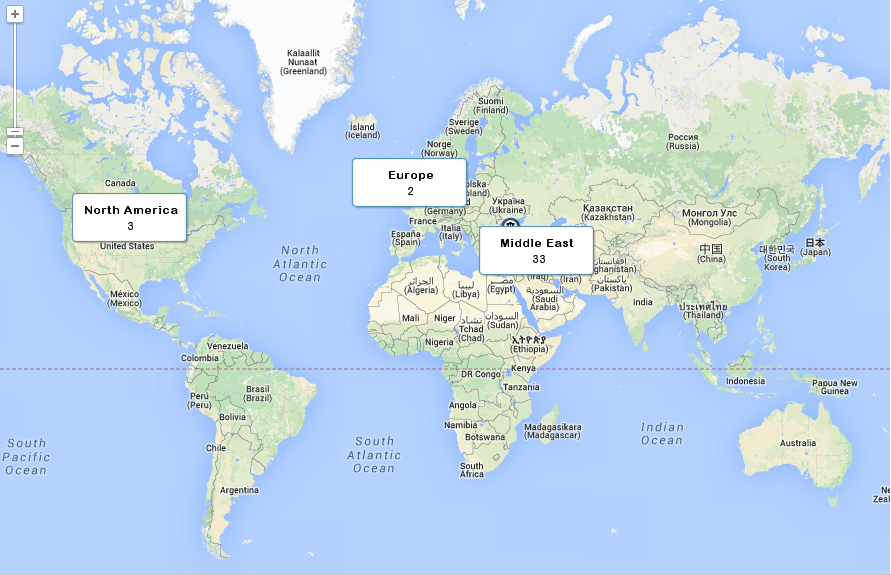 Kalaallit
Nunaat
(Greenland)
Ísland
(Iceland)
Suomi
(Finland)
Sverige
(Sweden)
Norge
(Norway)
Россия
(Russia)
Canada
North America
3
United States
México
(Mexico)
North
Atlantic
Ocean
Europe
2
(Germany)
France
Україна
(Ukraine)
Italia
(Italy)
España
(Spain)
Middle East
33
Қазақстан
(Kazakhstan)
Монгол Улс
(Mongolia)
中国
(China)
대한민국
(South
Korea)
日本
(Japan)
افغانستان
پاکستان
(Pakistan)
(Iran)
(Iraq)
السعودية
(Saudi
Arabia)
مصر
(Egypt)
ليبيا
(Libya)
الجزائر
(Algeria)
Mali
Niger
تشاد
Tchad
(Chad)
السودان
(Sudan)
Nigeria
ኢትዮጵያ
(Ethiopia)
India
ประเทศไทย
(Thailand)
Venezuela
Colombia
Perú
(Peru)
Brasil
(Brazil)
Bolivia
Chile
Argentina
DR Congo
Kenya
Tanzania
Angola
Namibia
Botswana
Madagasikara
(Madagascar)
South
Africa
Indonesia
Papua New
Guinea
Australia
South
Pacific
Ocean
South
Atlantic
Ocean
Indian
Ocean